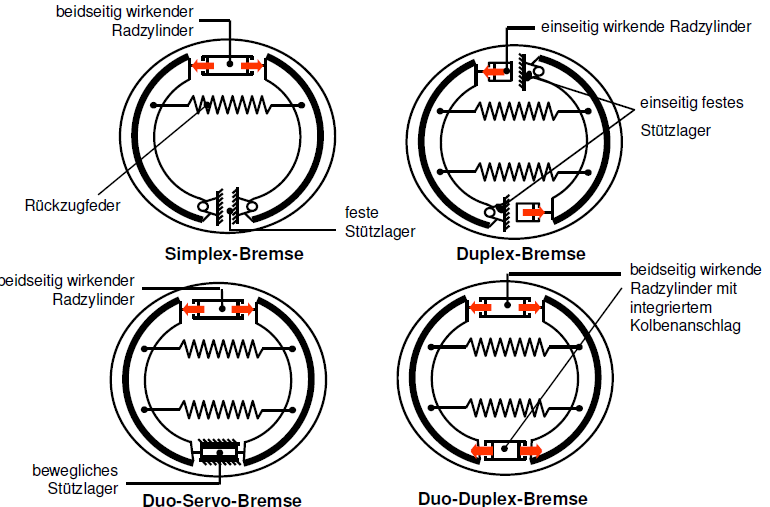 beidseitig wirkender
Radzylinder
einseitig wirkende Radzylinder
einseitig festes
Stützlager
Rückzugfeder
feste
Stützlager
Simplex-Bremse
Duplex-Bremse
beidseitig wirkender
Radzylinder
beidseitig wirkende
Radzylinder mit
integriertem
Kolbenanschlag
bewegliches
Stützlager
Duo-Servo-Bremse
Duo-Duplex-Bremse